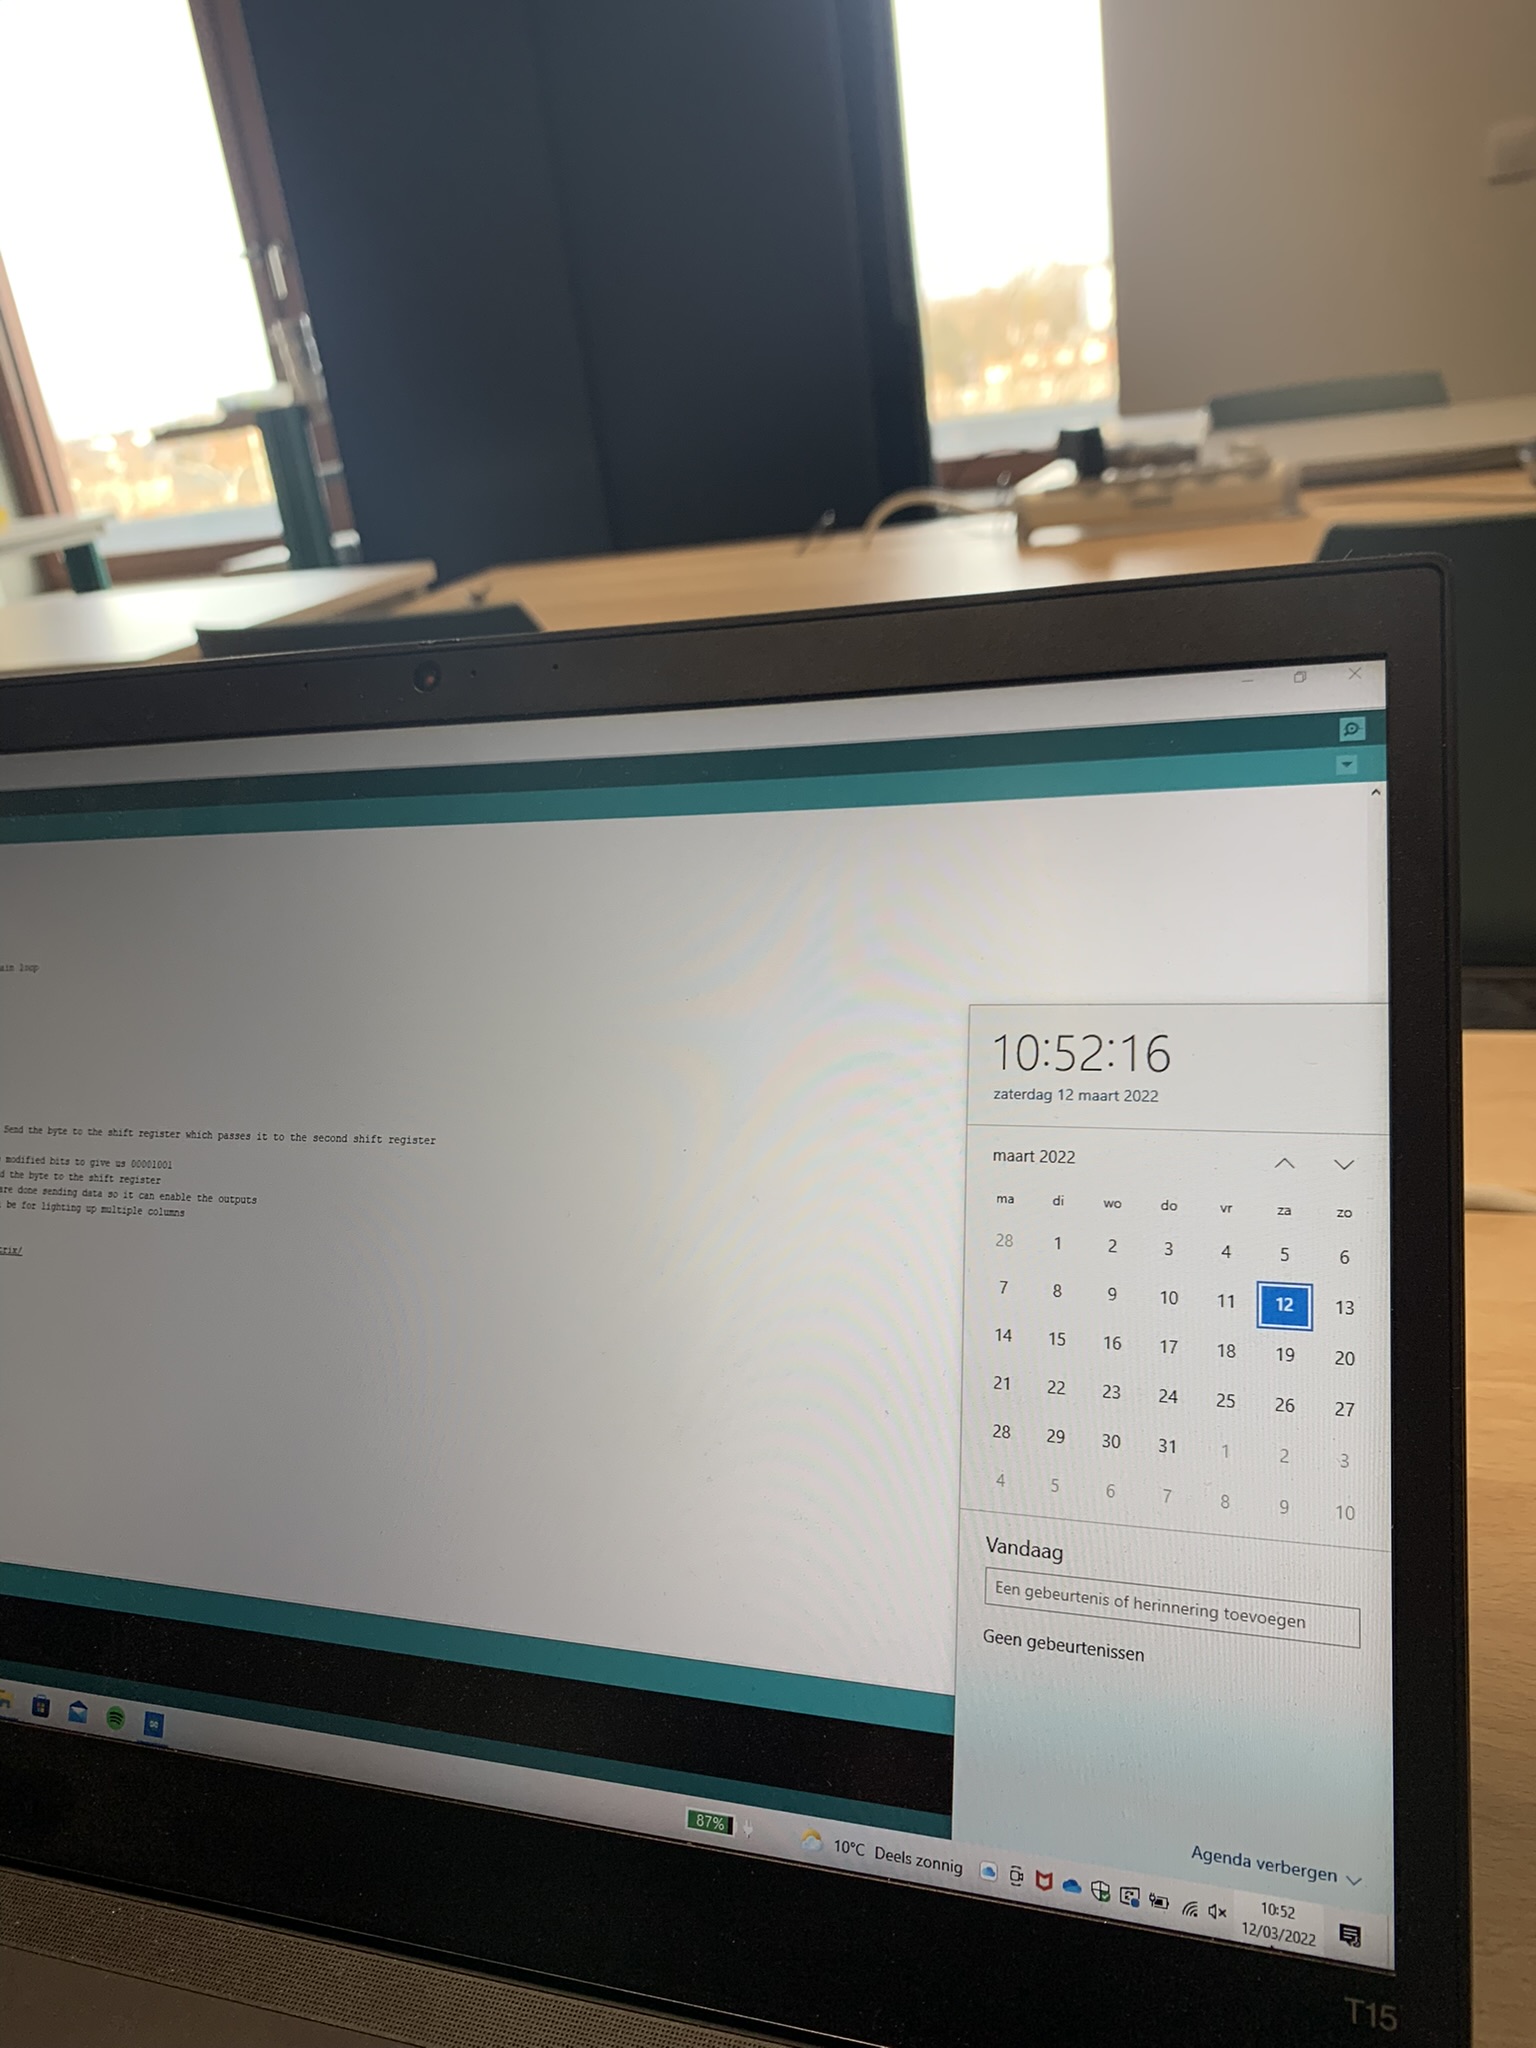 ain loop
Send the byte to the shift register which passes it to the second shift register
modified bits to give us 00001001
d the byte to the shift register
are done sending data so it can enable the outputs
be for lighting up multiple columns
trix/
10:52:16
zaterdag 12 maart 2022
maart 2022
ma di wo do vr za zo
28 1 2 3 4 5 6
7 8 9 10 11 12 13
14 15 16 17 18 19 20
21 22 23 24 25 26 27
28 29 30 31 1 2 3
4 5 6 7 8 9 10
Vandaag
Een gebeurtenis of herinnering toevoegen
Geen gebeurtenissen
Agenda verbergen
87%
10°C Deels zonnig
10:52
12/03/2022
T15